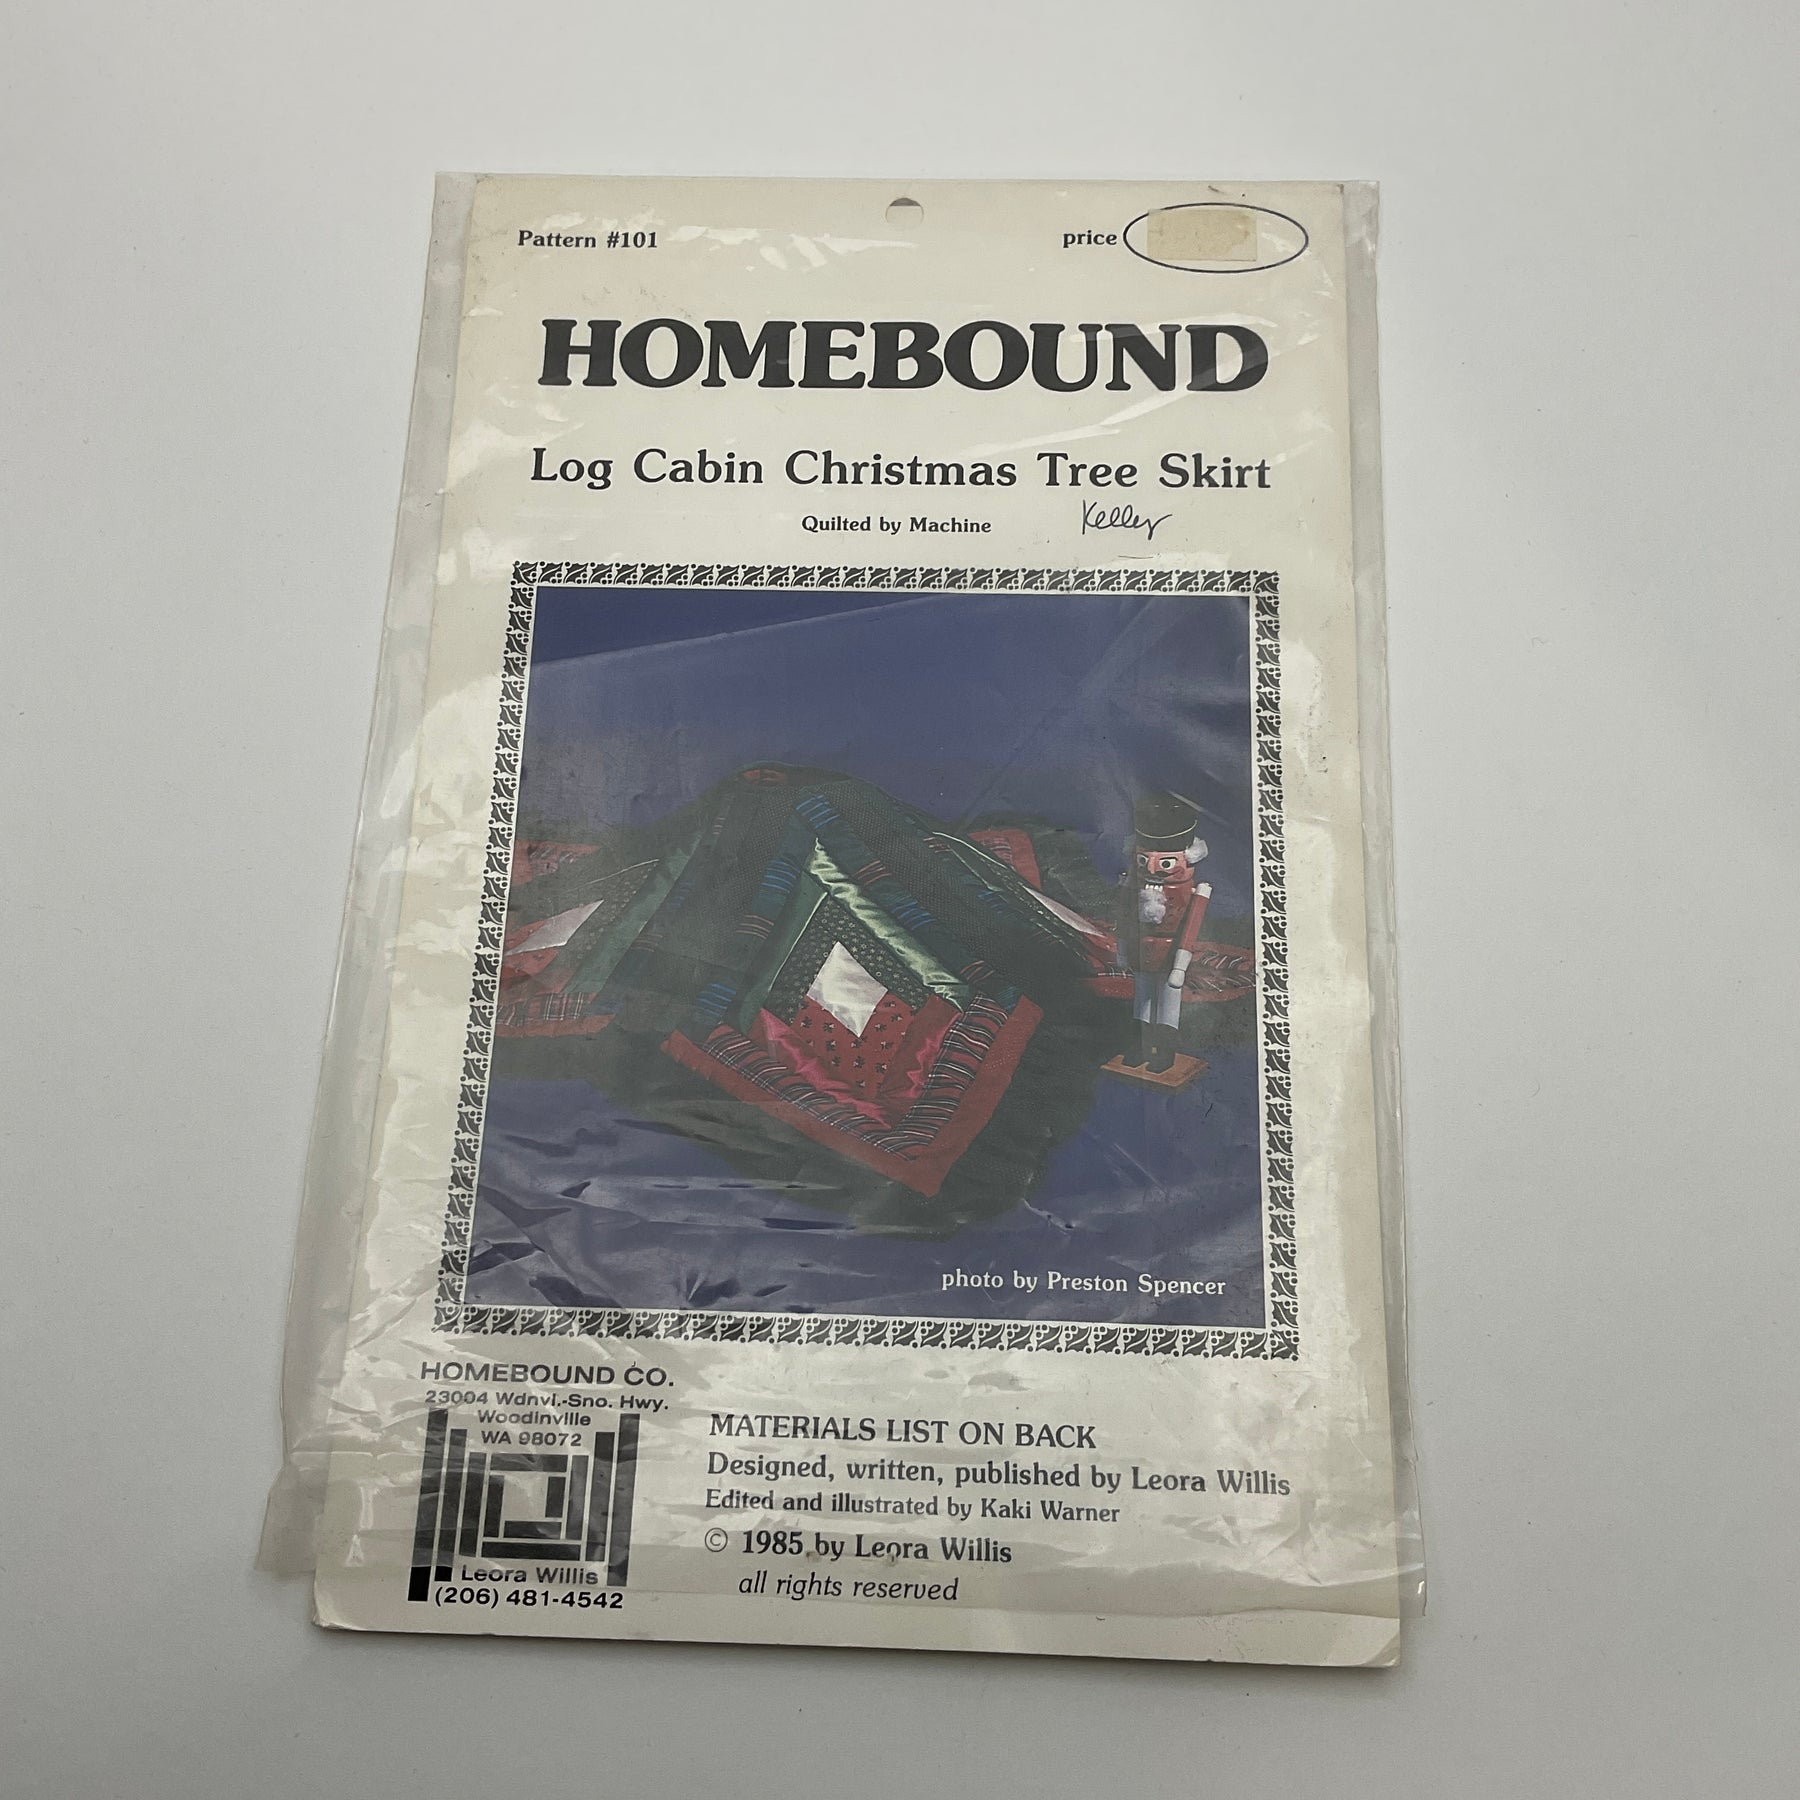 Pattern #101
price
HOMEBOUND
Log Cabin Christmas Tree Skirt
Quilted by Machine
Kelley
photo by Preston Spencer
HOMEBOUND CO.
23004 Wdnvl.-Sno. Hwy.
Woodinville
WA 98072
Leora Willis
(206) 481-4542
MATERIALS LIST ON BACK
Designed, written, published by Leora Willis
Edited and illustrated by Kaki Warner
© 1985 by Leora Willis
all rights reserved